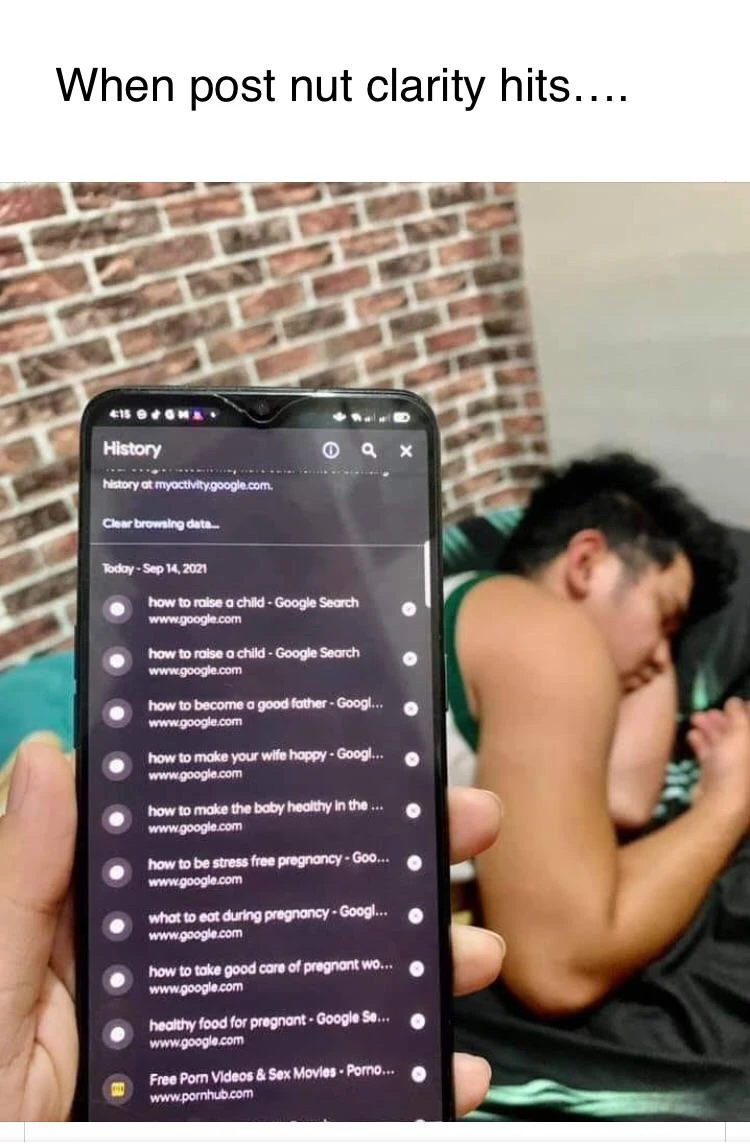 When post nut clarity hits....
4:15
History
history at myactivity.google.com.
Clear browsing data...
Today - Sep 14, 2021
how to raise a child - Google Search
www.google.com
how to raise a child - Google Search
www.google.com
how to become a good father - Googl...
www.google.com
how to make your wife happy - Googl...
www.google.com
how to make the baby healthy in the ...
www.google.com
how to be stress free pregnancy - Goo...
www.google.com
what to eat during pregnancy - Googl...
www.google.com
how to take good care of pregnant wo...
www.google.com
healthy food for pregnant - Google Se...
www.google.com
Free Porn Videos & Sex Movies - Porno...
www.pornhub.com